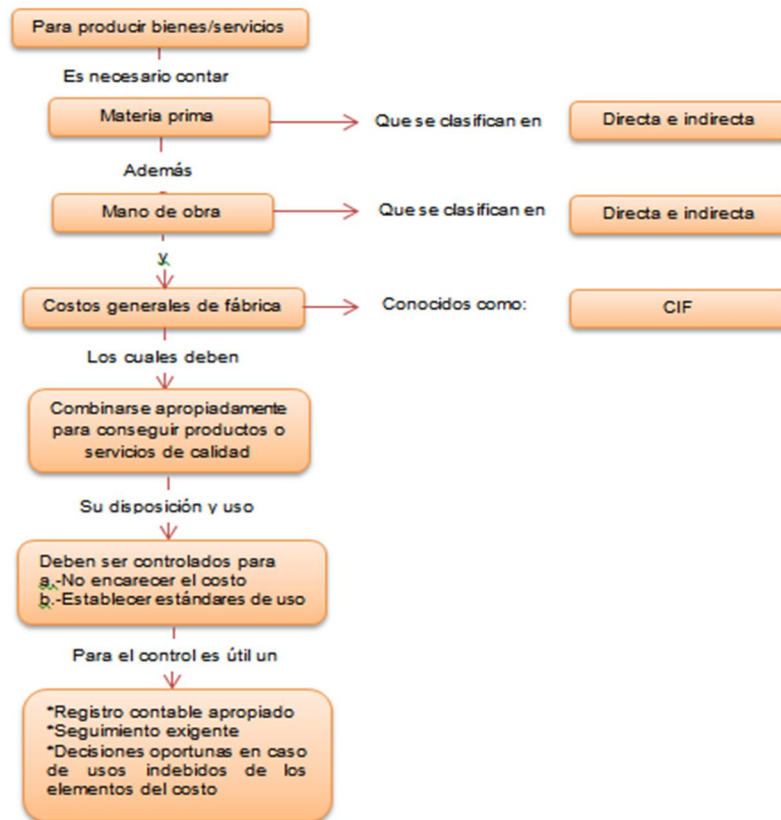 Para producir bienes/servicios
Es necesario contar
Materia prima
Que se clasifican en
Directa e indirecta
Además
Mano de obra
Que se clasifican en
Directa e indirecta
y
Costos generales de fábrica
Conocidos como:
CIF
Los cuales deben
Combinarse apropiadamente
para conseguir productos o
servicios de calidad
Su disposición y uso
Deben ser controlados para
a.-No encarecer el costo
b.-Establecer estándares de uso
Para el control es útil un
*Registro contable apropiado
*Seguimiento exigente
*Decisiones oportunas en caso
de usos indebidos de los
elementos del costo